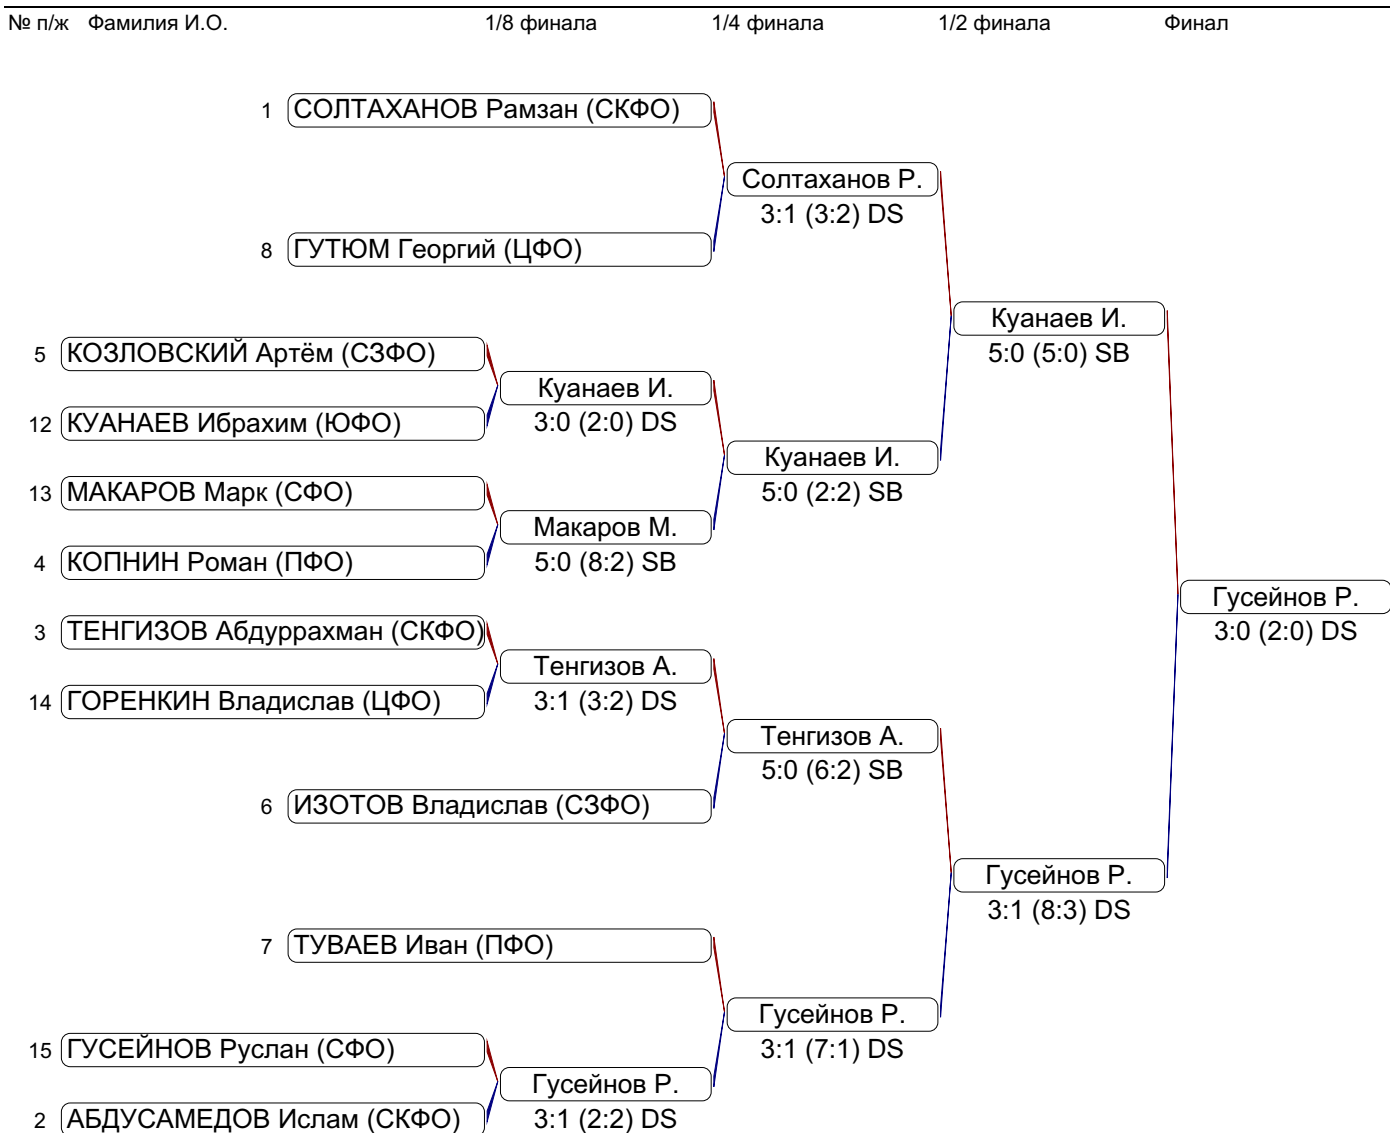 № п/ж Фамилия И.О. 1/8 финала 1/4 финала 1/2 финала Финал
1 СОЛТАХАНОВ Рамзан (СКФО)
Солтаханов Р.
3:1 (3:2) DS
8 ГУТЮМ Георгий (ЦФО)
Куанаев И.
5:0 (5:0) SB
5 КОЗЛОВСКИЙ Артём (СЗФО)
Куанаев И.
3:0 (2:0) DS
12 КУАНАЕВ Ибрахим (ЮФО)
Куанаев И.
5:0 (2:2) SB
13 МАКАРОВ Марк (СФО)
Макаров М.
5:0 (8:2) SB
4 КОПНИН Роман (ПФО)
Гусейнов Р.
3:0 (2:0) DS
3 ТЕНГИЗОВ Абдуррахман (СКФО)
Тенгизов А.
3:1 (3:2) DS
14 ГОРЕНКИН Владислав (ЦФО)
Тенгизов А.
5:0 (6:2) SB
6 ИЗОТОВ Владислав (СЗФО)
Гусейнов Р.
3:1 (8:3) DS
7 ТУВАЕВ Иван (ПФО)
Гусейнов Р.
3:1 (7:1) DS
15 ГУСЕЙНОВ Руслан (СФО)
Гусейнов Р.
3:1 (2:2) DS
2 АБДУСАМЕДОВ Ислам (СКФО)